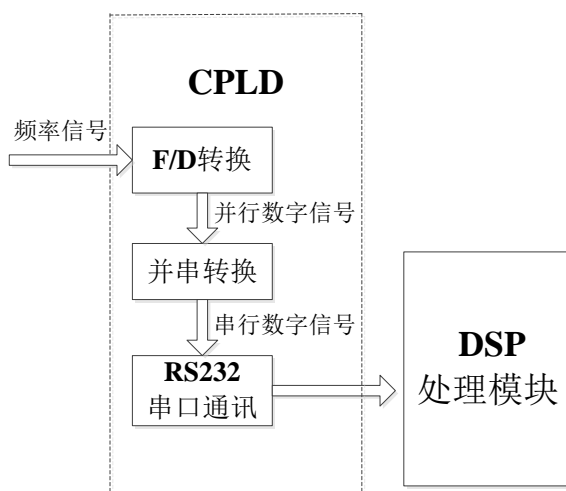 CPLD
频率信号
F/D转换
并行数字信号
并串转换
串行数字信号
RS232
串口通讯
DSP
处理模块